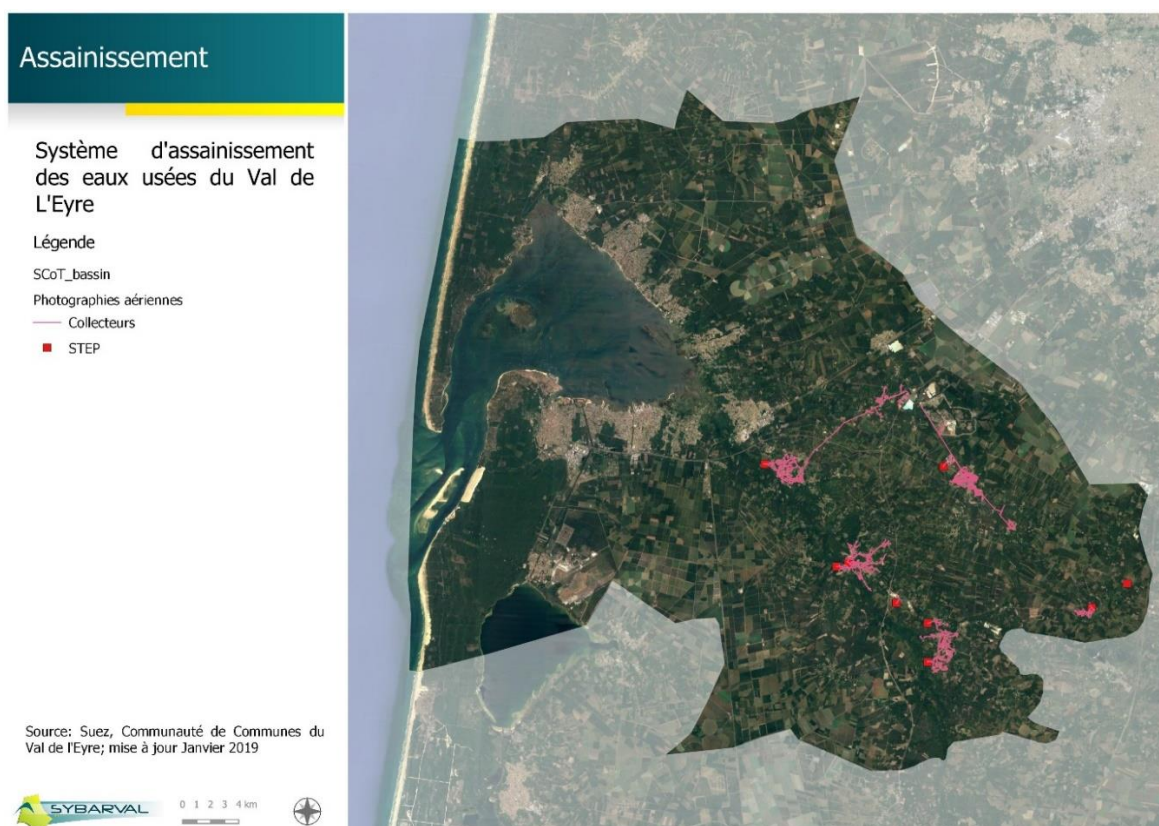 Assainissement
Système d'assainissement
des eaux usées du Val de
L'Eyre
Légende
SCoT_bassin
Photographies aériennes
Collecteurs
STEP
Source: Suez, Communauté de Communes du
Val de l'Eyre; mise à jour Janvier 2019
SYBARVAL
0 1 2 3 4 km